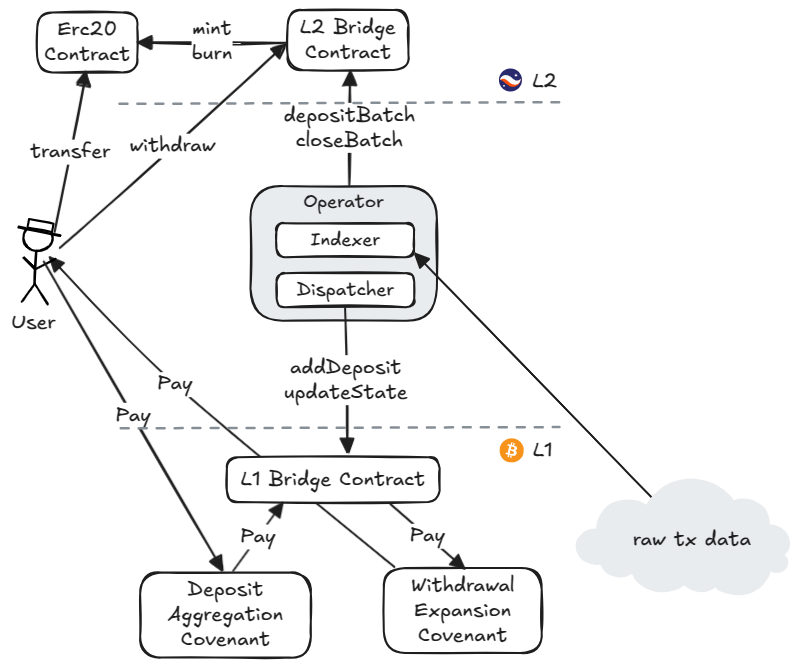 Erc20
Contract
mint
burn
L2 Bridge
Contract
L2
depositBatch
closeBatch
transfer
withdraw
Operator
Indexer
Dispatcher
User
addDeposit
updateState
Pay
Pay
₿
L1
L1 Bridge Contract
raw tx data
Pay
Pay
Deposit
Aggregation
Covenant
Withdrawal
Expansion
Covenant